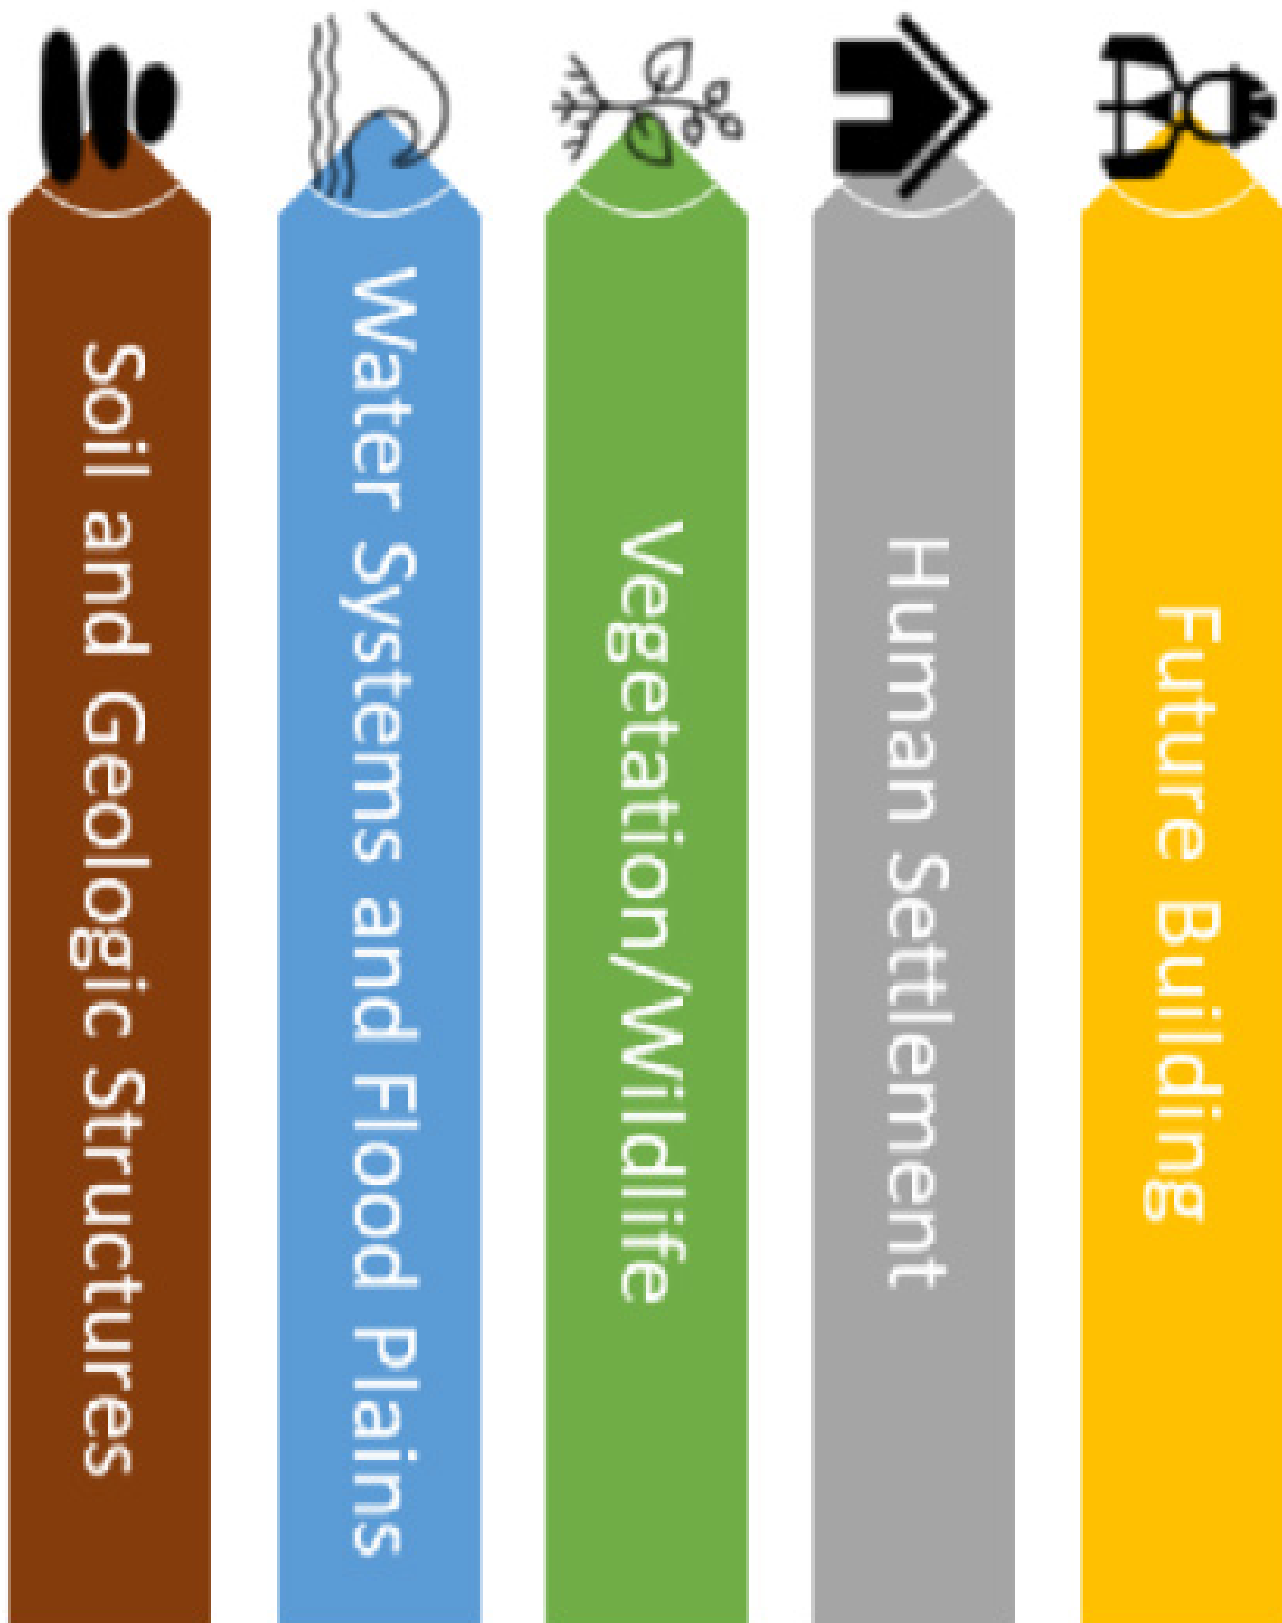 Soil and Geologic Structures
Water Systems and Flood Plains
Vegetation/Wildlife
Human Settlement
Future Building